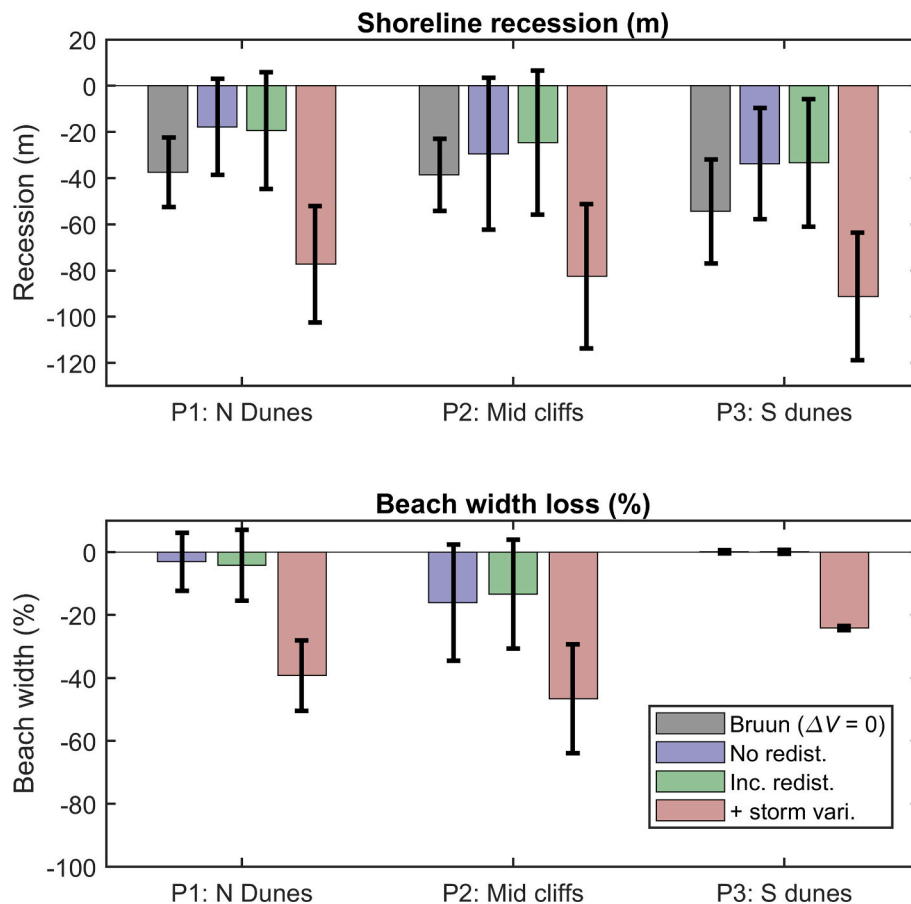 Shoreline recession (m)
20
0
-20
-40
-60
-80
-100
-120
Recession (m)
P1: N Dunes
P2: Mid cliffs
P3: S dunes
Beach width loss (%)
0
-20
-40
-60
-80
-100
Beach width (%)
Bruun (ΔV = 0)
No redist.
Inc. redist.
+ storm vari.
P1: N Dunes
P2: Mid cliffs
P3: S dunes